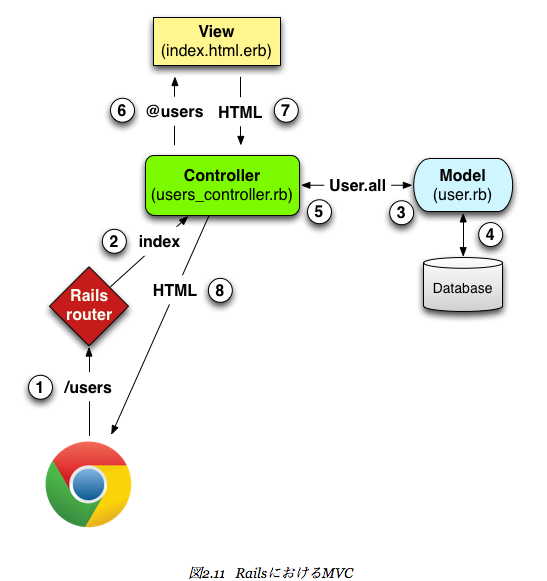 View
(index.html.erb)
6 @users HTML 7
Controller
(users_controller.rb)
User.all
Model
(user.rb)
5
3
4
2 index
Database
HTML 8
Rails
router
1 /users
図2.11 RailsにおけるMVC